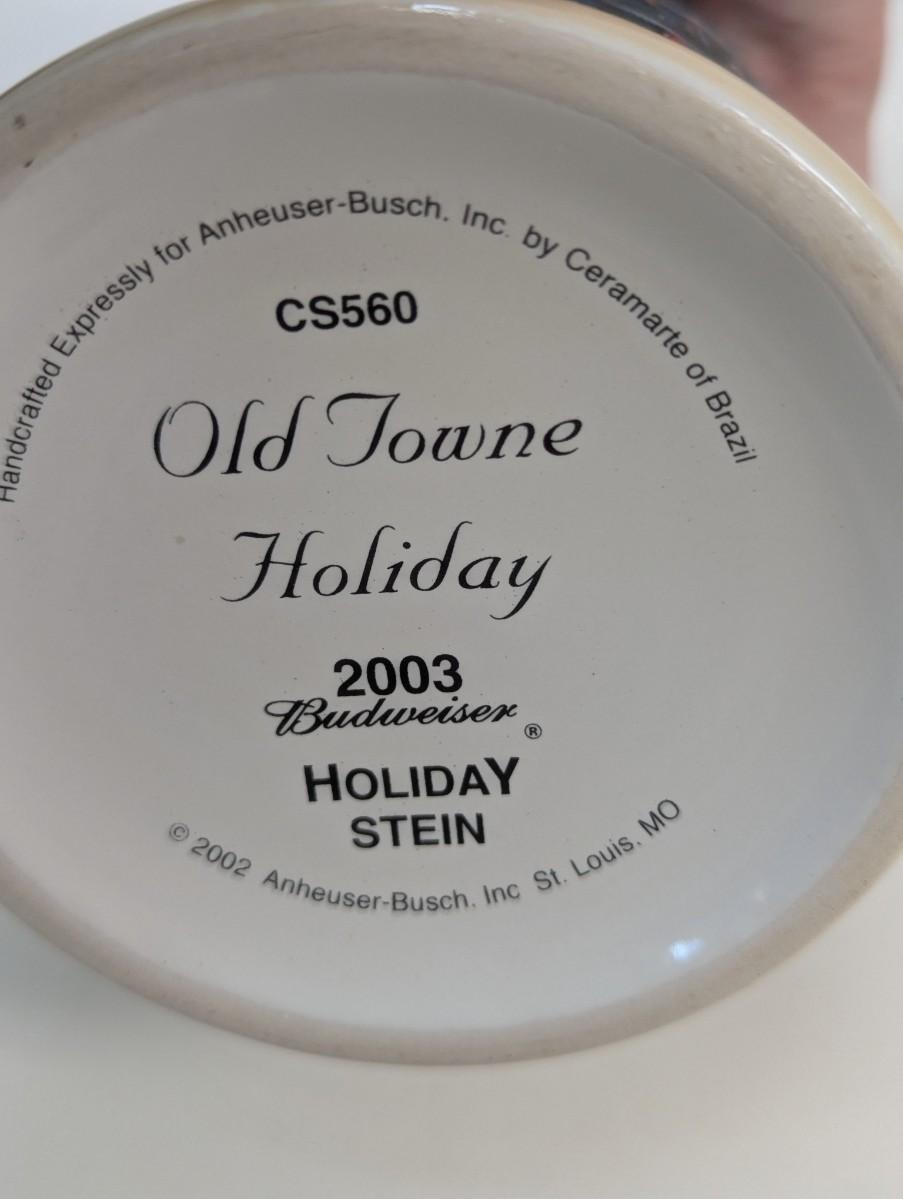 Handcrafted Expressly for Anheuser-Busch. Inc. by Ceramarte of Brazil
CS560
Old Towne
Holiday
2003
Budweiser®
HOLIDAY
STEIN
© 2002 Anheuser-Busch. Inc St. Louis. MO